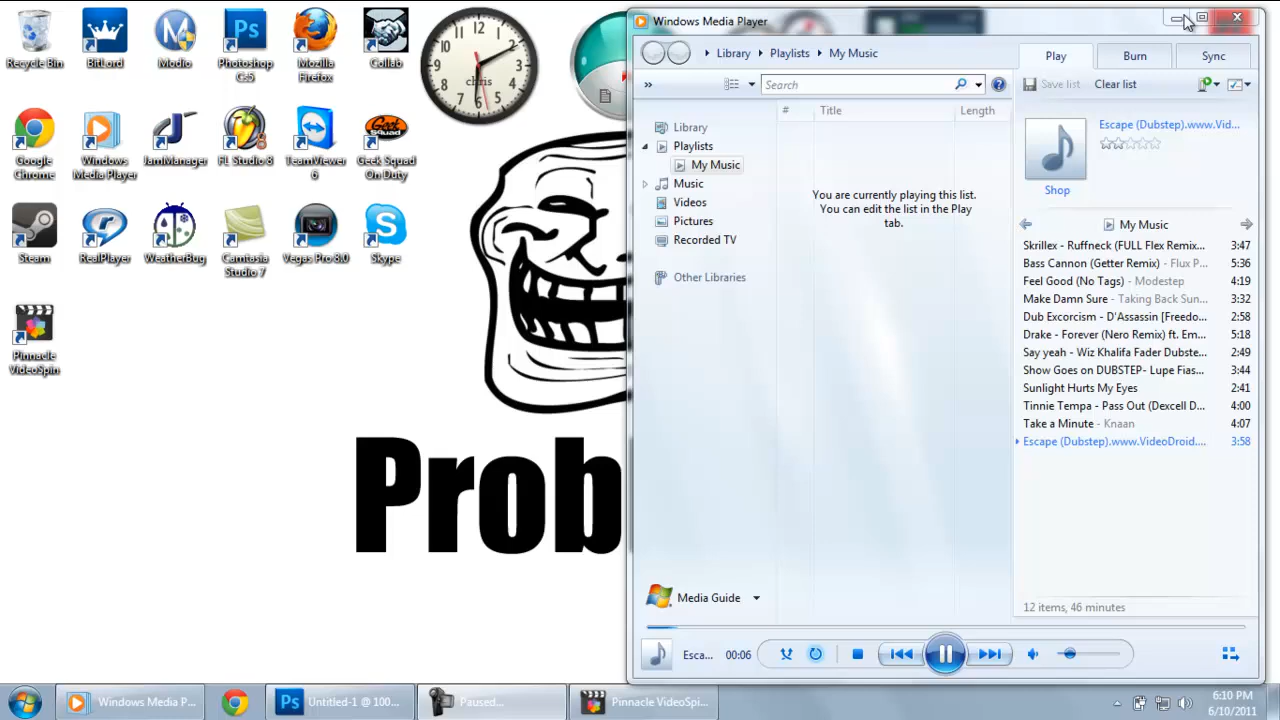 Recycle Bin
BitLord
Modio
Photoshop CS5
Mozilla Firefox
Collab
Google Chrome
Windows Media Player
JamManager
FL Studio 8
TeamViewer 6
Geek Squad On Duty
Steam
RealPlayer
WeatherBug
Camtasia Studio 7
Vegas Pro 8.0
Skype
Pinnacle VideoSpin
chris
Prob
Windows Media Player
Library
Playlists
My Music
Play
Burn
Sync
Search
Save list
Clear list
Library
Playlists
My Music
Music
Videos
Pictures
Recorded TV
Other Libraries
# Title Length
You are currently playing this list.
You can edit the list in the Play
tab.
Escape (Dubstep).www.Vid...
Shop
My Music
Skrillex - Ruffneck (FULL Flex Remix... 3:47
Bass Cannon (Getter Remix) - Flux P... 5:36
Feel Good (No Tags) - Modestep 4:19
Make Damn Sure - Taking Back Sun... 3:32
Dub Excorcism - D'Assassin [Freedo... 2:58
Drake - Forever (Nero Remix) ft. Em... 5:18
Say yeah - Wiz Khalifa Fader Dubste... 2:49
Show Goes on DUBSTEP- Lupe Fias... 3:44
Sunlight Hurts My Eyes 2:41
Tinnie Tempa - Pass Out (Dexcell D... 4:00
Take a Minute - Knaan 4:07
Escape (Dubstep).www.VideoDroid.... 3:58
12 items, 46 minutes
Media Guide
Esca... 00:06
Windows Media P...
Untitled-1 @ 100...
Paused...
Pinnacle VideoSpi...
6:10 PM
6/10/2011